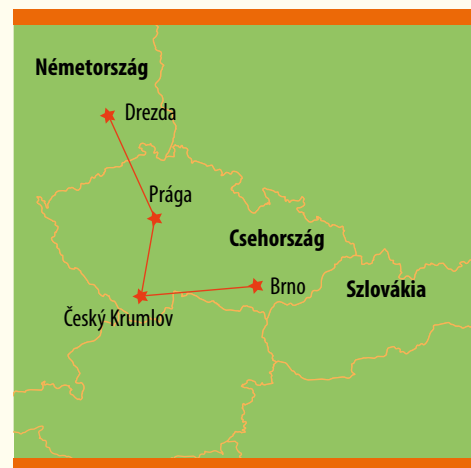 Németország
Drezda
Prága
Csehország
Brno
Szlovákia
Český Krumlov